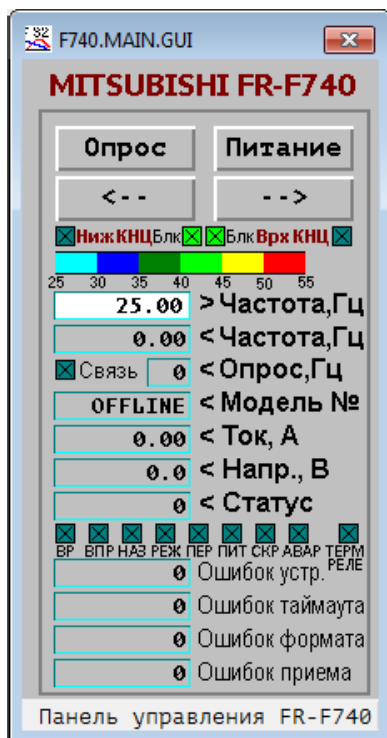 32 F740.MAIN.GUI
MITSUBISHI FR-F740
Опрос Питание
<-- -->
Ниж КНЦ Блк Блк Врх КНЦ
25 30 35 40 45 50 55
25.00 >Частота,Гц
0.00 <Частота,Гц
Связь 0 <Опрос,Гц
OFFLINE <Модель №
0.00 <Ток, А
0.0 <Напр., В
0 <Статус
ВР ВПР НАЗ РЕЖ ПЕР ПИТ СКР АВАР ТЕРМ
РЕЛЕ
0 Ошибок устр.
0 Ошибок таймаута
0 Ошибок формата
0 Ошибок приема
Панель управления FR-F740